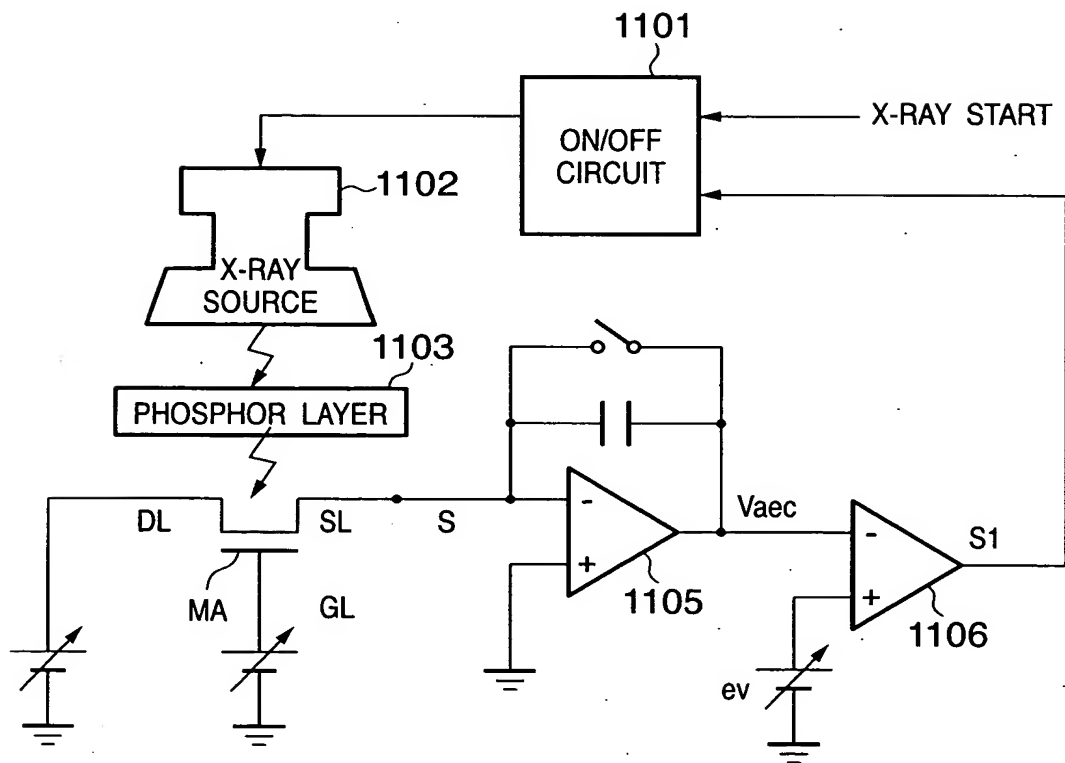 1101
X-RAY START
ON/OFF
CIRCUIT
1102
X-RAY
SOURCE
1103
PHOSPHOR LAYER
DL
SL
S
-
+
1105
Vaec
-
+
1106
S1
MA
GL
ev